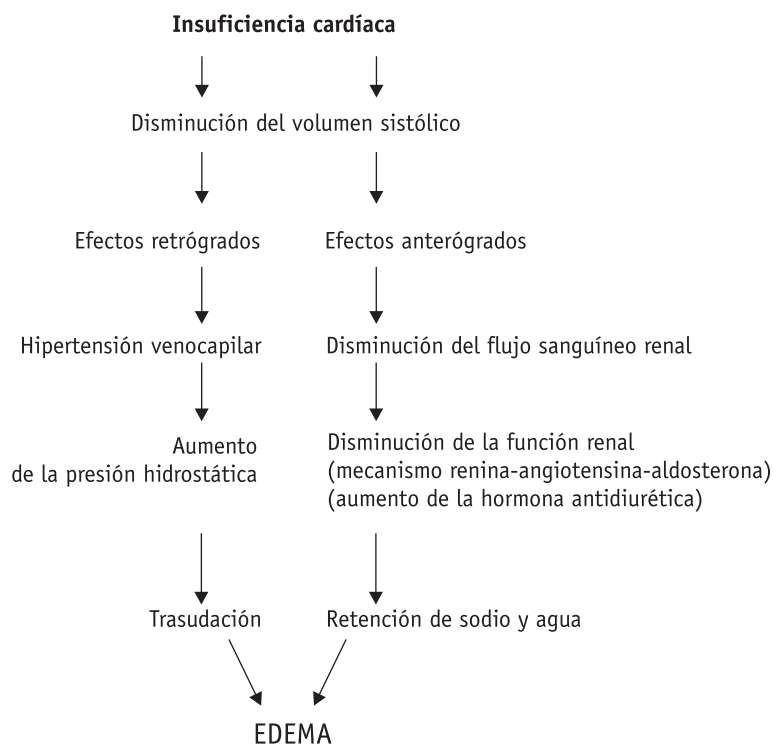 Insuficiencia cardíaca
Disminución del volumen sistólico
Efectos retrógrados
Efectos anterógrados
Hipertensión venocapilar
Disminución del flujo sanguíneo renal
Aumento
de la presión hidrostática
Disminución de la función renal
(mecanismo renina-angiotensina-aldosterona)
(aumento de la hormona antidiurética)
Trasudación
Retención de sodio y agua
EDEMA